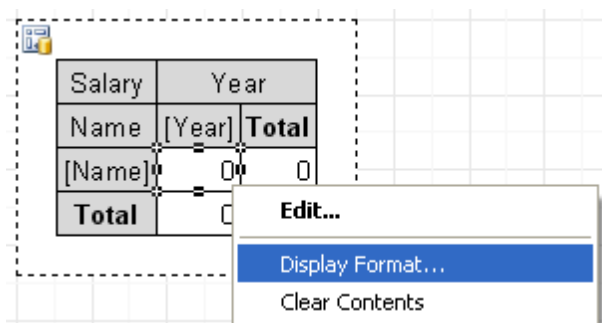 Salary Year
Name [Year] Total
[Name] 0 0
Total 0
Edit...
Display Format...
Clear Contents